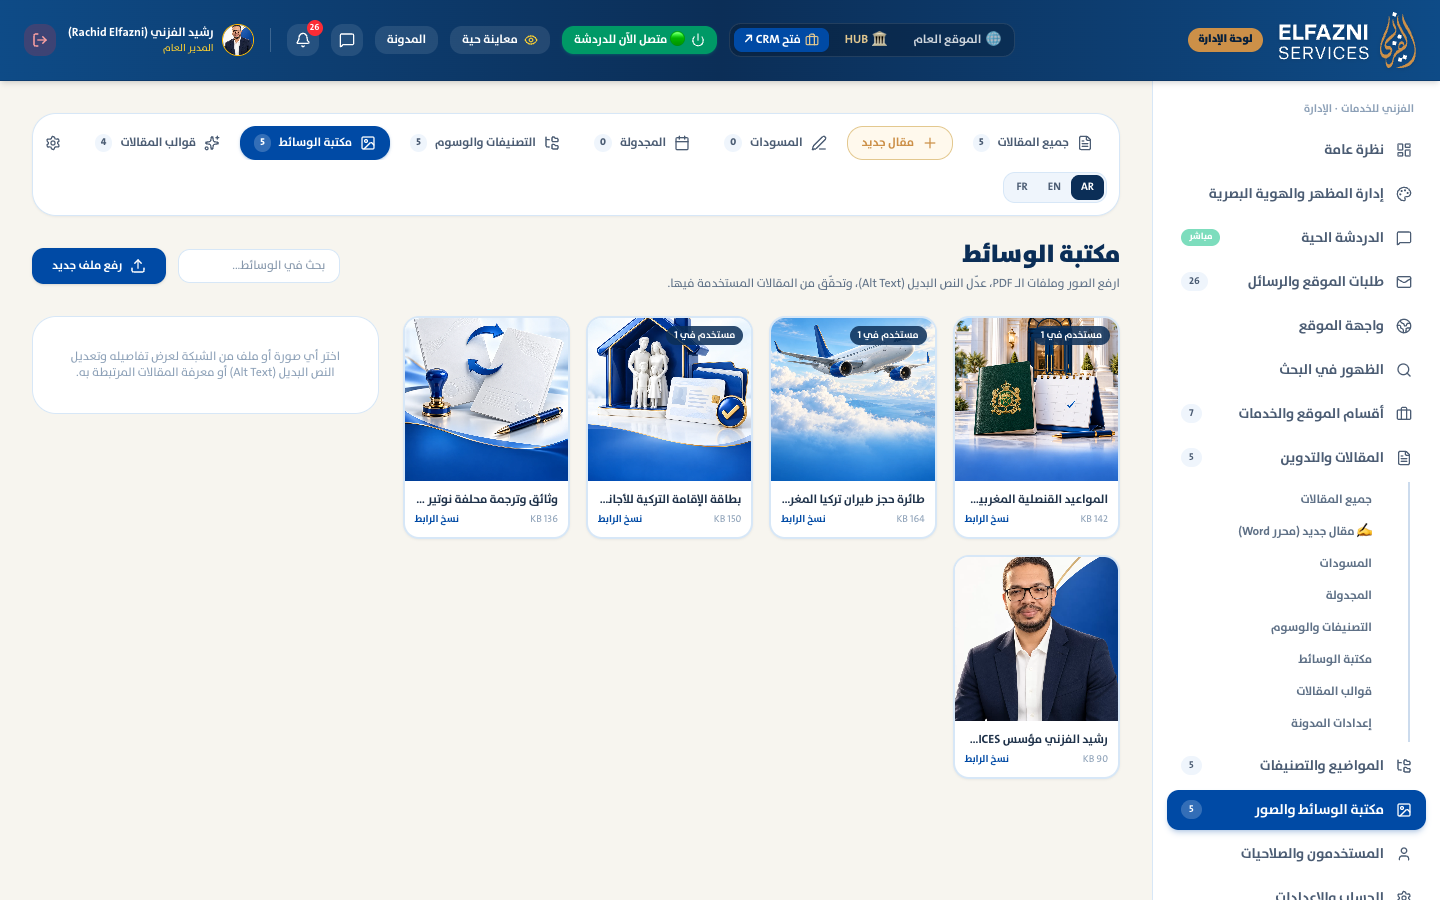 ELFAZNI
SERVICES
لوحة الإدارة
الموقع العام
HUB
فتح CRM ↗
متصل الآن للدردشة
معاينة حية
المدونة
26
رشيد الفزني (Rachid Elfazni)
المدير العام
الفزني للخدمات · الإدارة
نظرة عامة
إدارة المظهر والهوية البصرية
الدردشة الحية
مباشر
طلبات الموقع والرسائل
26
واجهة الموقع
الظهور في البحث
أقسام الموقع والخدمات
7
المقالات والتدوين
5
جميع المقالات
✍️ مقال جديد (محرر Word)
المسودات
المجدولة
التصنيفات والوسوم
مكتبة الوسائط
قوالب المقالات
إعدادات المدونة
المواضيع والتصنيفات
5
مكتبة الوسائط والصور
5
المستخدمون والصلاحيات
الحساب والإعدادات
جميع المقالات
5
مقال جديد
المسودات
0
المجدولة
0
التصنيفات والوسوم
5
مكتبة الوسائط
5
قوالب المقالات
4
AR
EN
FR
مكتبة الوسائط
ارفع الصور وملفات الـ PDF، عدّل النص البديل (Alt Text)، وتحقّق من المقالات المستخدمة فيها.
بحث في الوسائط...
رفع ملف جديد
مستخدم في 1
المواعيد القنصلية المغربيـ...
142 KB
نسخ الرابط
مستخدم في 1
طائرة حجز طيران تركيا المغر...
164 KB
نسخ الرابط
مستخدم في 1
بطاقة الإقامة التركية للأجانـ...
150 KB
نسخ الرابط
وثائق وترجمة محلفة نوتير ...
136 KB
نسخ الرابط
رشيد الفزني مؤسس ICES...
90 KB
نسخ الرابط
اختر أي صورة أو ملف من الشبكة لعرض تفاصيله وتعديل
النص البديل (Alt Text) أو معرفة المقالات المرتبطة به.